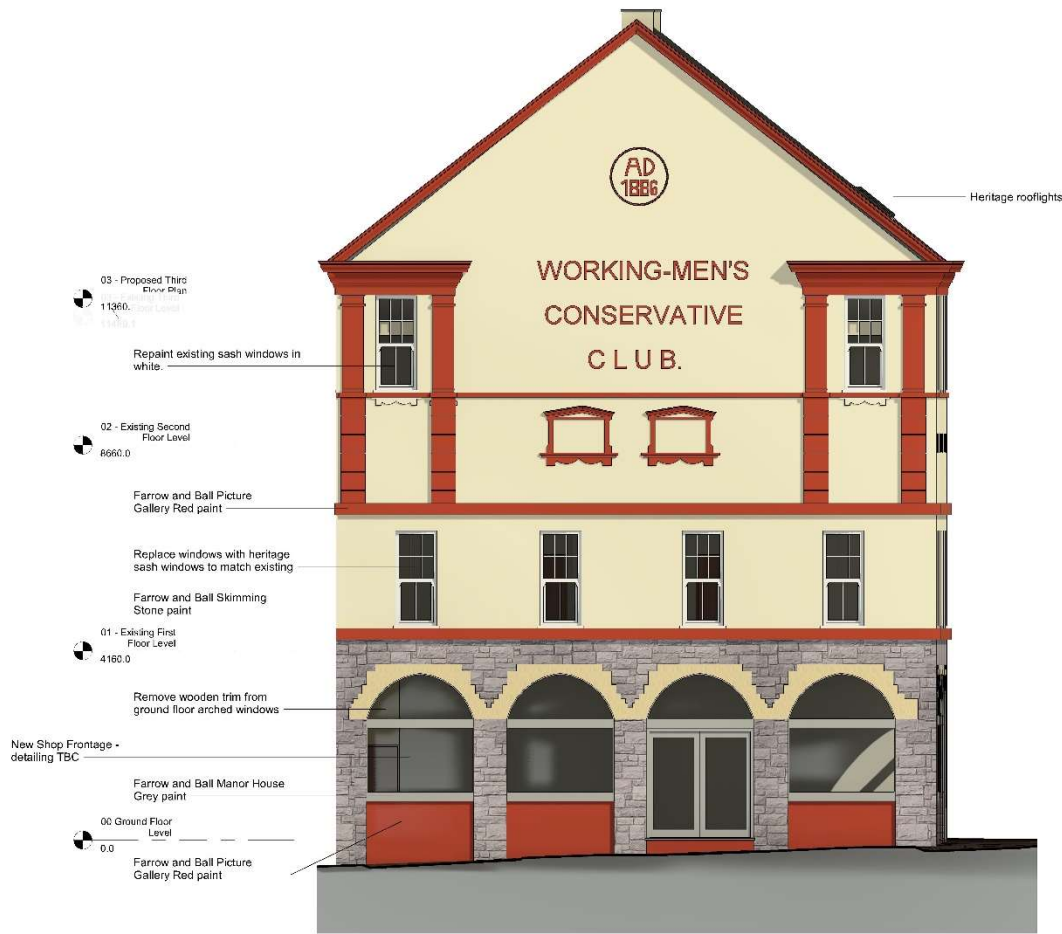 AD
1886
Heritage rooflights
WORKING-MEN'S
CONSERVATIVE
CLUB.
03 - Proposed Third
Floor Plan
11360.
Repaint existing sash windows in
white.
02 - Existing Second
Floor Level
8660.0
Farrow and Ball Picture
Gallery Red paint
Replace windows with heritage
sash windows to match existing
Farrow and Ball Skimming
Stone paint
01 - Existing First
Floor Level
4160.0
Remove wooden trim from
ground floor arched windows
New Shop Frontage -
detailing TBC
Farrow and Ball Manor House
Grey paint
00 Ground Floor
Level
0.0
Farrow and Ball Picture
Gallery Red paint